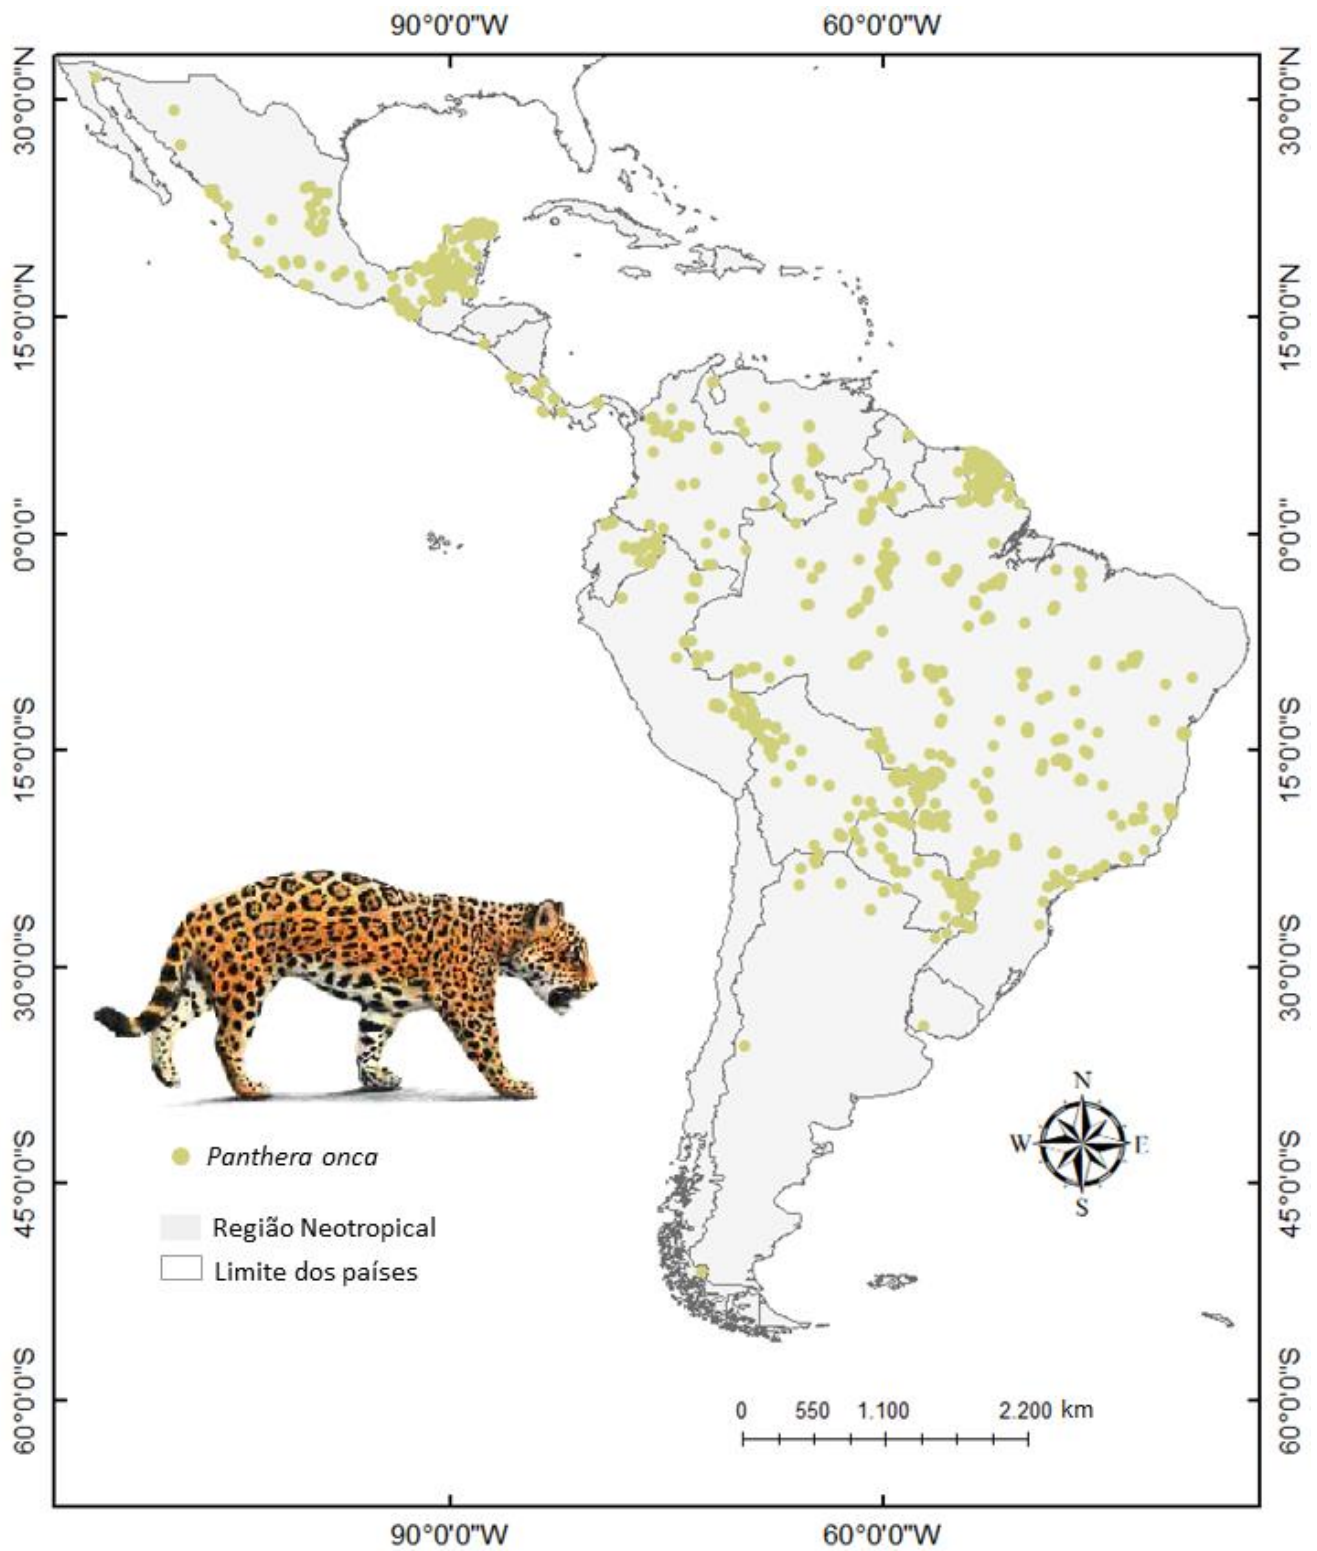 90°0'0"W 60°0'0"W
30°0'0"N 30°0'0"N
15°0'0"N 15°0'0"N
0°0'0" 0°0'0"
15°0'0"S 15°0'0"S
30°0'0"S 30°0'0"S
N
W E
S
Panthera onca
45°0'0"S 45°0'0"S
Região Neotropical
Limite dos países
60°0'0"S 60°0'0"S
0 550 1.100 2.200 km
90°0'0"W 60°0'0"W